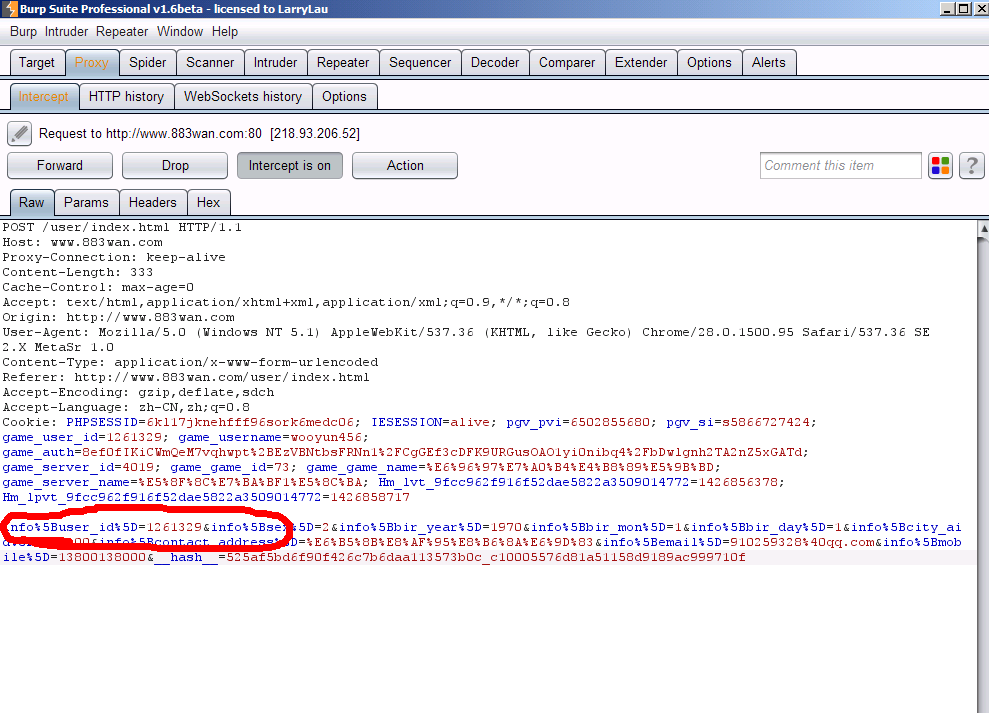 Burp Suite Professional v1.6beta - licensed to LarryLau
Burp Intruder Repeater Window Help
Target Proxy Spider Scanner Intruder Repeater Sequencer Decoder Comparer Extender Options Alerts
Intercept HTTP history WebSockets history Options
Request to http://www.883wan.com:80 [218.93.206.52]
Forward Drop Intercept is on Action Comment this item ?
Raw Params Headers Hex
POST /user/index.html HTTP/1.1
Host: www.883wan.com
Proxy-Connection: keep-alive
Content-Length: 333
Cache-Control: max-age=0
Accept: text/html,application/xhtml+xml,application/xml;q=0.9,*/*;q=0.8
Origin: http://www.883wan.com
User-Agent: Mozilla/5.0 (Windows NT 5.1) AppleWebKit/537.36 (KHTML, like Gecko) Chrome/28.0.1500.95 Safari/537.36 SE
2.X MetaSr 1.0
Content-Type: application/x-www-form-urlencoded
Referer: http://www.883wan.com/user/index.html
Accept-Encoding: gzip,deflate,sdch
Accept-Language: zh-CN,zh;q=0.8
Cookie: PHPSESSID=6kl17jknehfff96sork6medc06; IESESSION=alive; pgv_pvi=6502855680; pgv_si=s5866727424;
game_user_id=1261329; game_username=wooyun456;
game_auth=8ef0fIKiCWmQeM7vqhwpt%2BEzVBNtbsFRNn1%2FCgGEf3cDFK9URGusOAOlyi0nibq4%2FbDwlgnh2TA2nZ5xGATd;
game_server_id=4019; game_game_id=73; game_game_name=%E6%96%97%E7%A0%B4%E4%B8%89%E5%9B%BD;
game_server_name=%E5%8F%8C%E7%BA%BF1%E5%8C%BA; Hm_lvt_9fcc962f916f52dae5822a3509014772=1426856378;
Hm_lpvt_9fcc962f916f52dae5822a3509014772=1426858717
info%5Buser_id%5D=1261329&info%5Bsex%5D=2&info%5Bbir_year%5D=1970&info%5Bbir_mon%5D=1&info%5Bbir_day%5D=1&info%5Bcity_ai
00&info%5Bcontact_address%5D=%E6%B5%8B%E8%AF%95%E8%B6%8A%E6%9D%83&info%5Bemail%5D=910259328%40qq.com&info%5Bmob
ile%5D=13800138000&__hash__=525af5bd6f90f426c7b6daa113573b0c_c10005576d81a51158d9189ac999710f